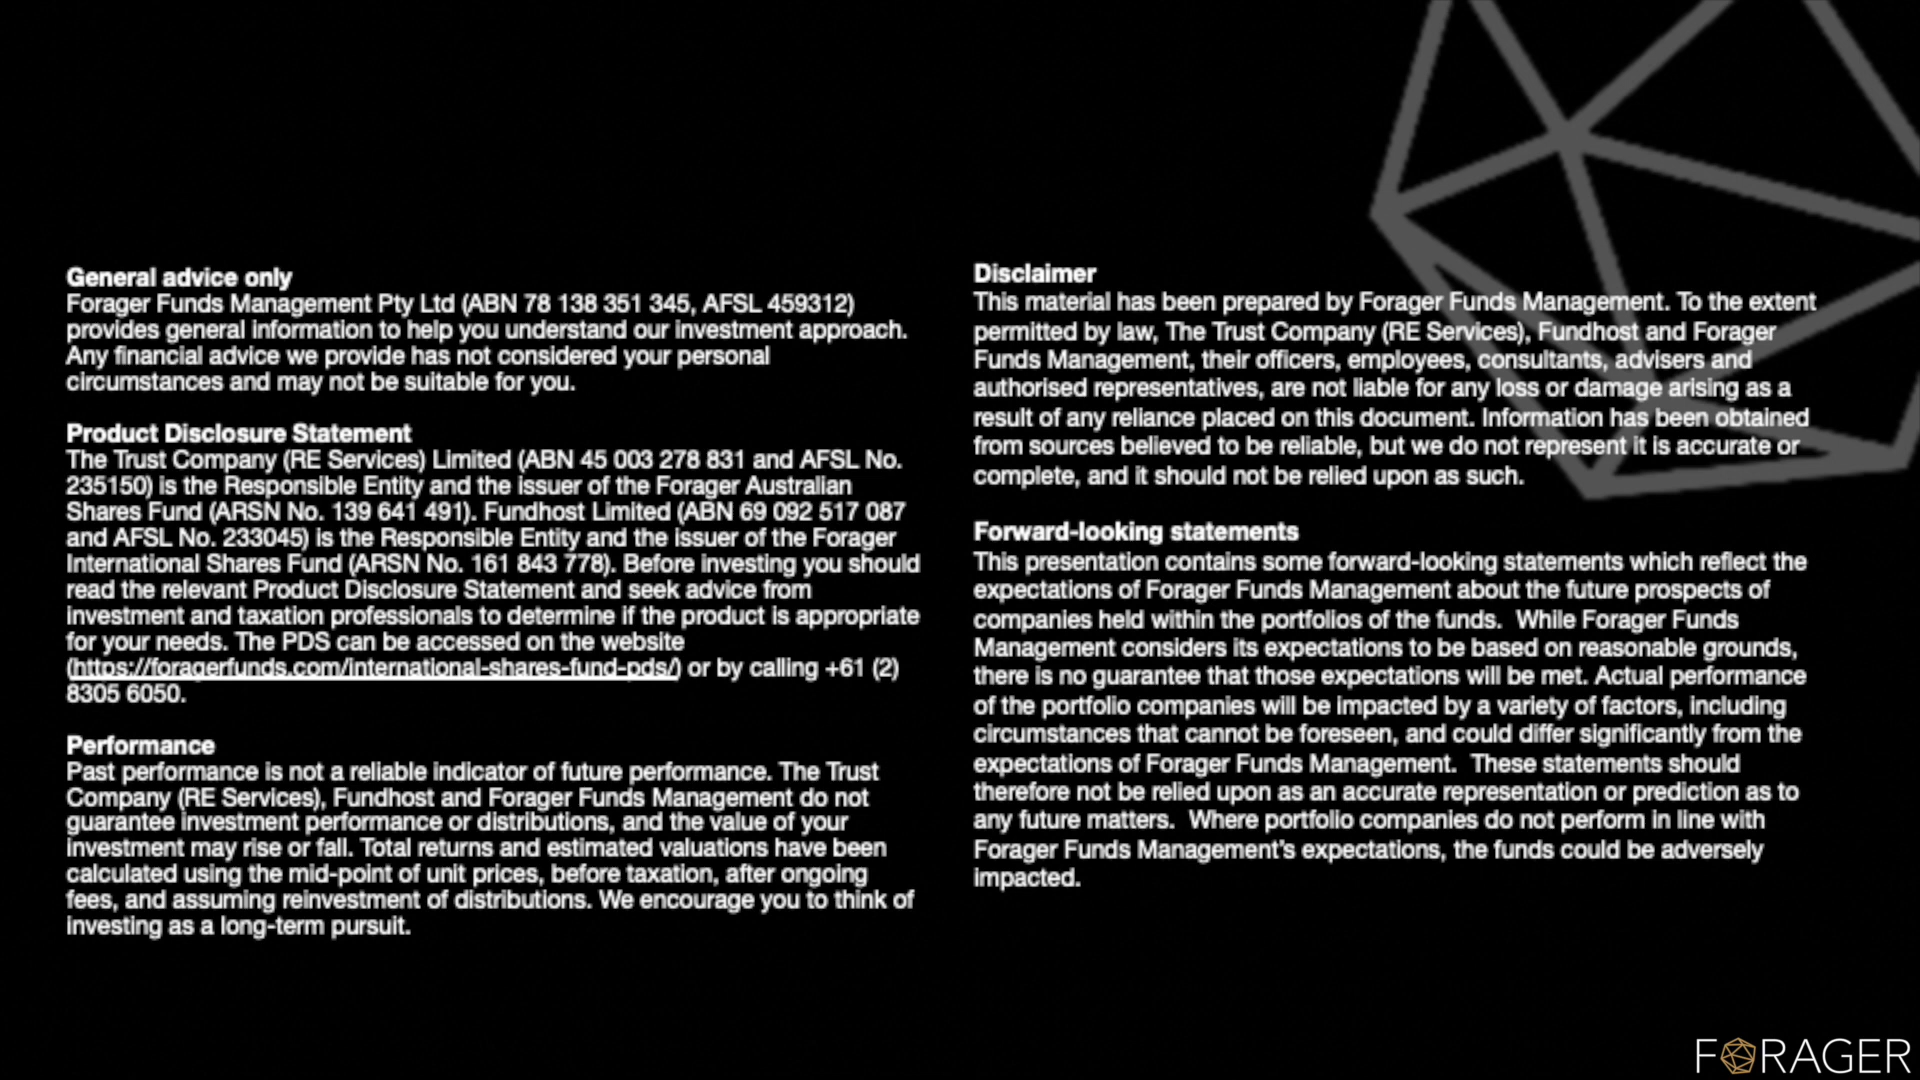 General advice only
Forager Funds Management Pty Ltd (ABN 78 138 351 345, AFSL 459312)
provides general information to help you understand our investment approach.
Any financial advice we provide has not considered your personal
circumstances and may not be suitable for you.
Product Disclosure Statement
The Trust Company (RE Services) Limited (ABN 45 003 278 831 and AFSL No.
235150) is the Responsible Entity and the issuer of the Forager Australian
Shares Fund (ARSN No. 139 641 491). Fundhost Limited (ABN 69 092 517 087
and AFSL No. 233045) is the Responsible Entity and the issuer of the Forager
International Shares Fund (ARSN No. 161 843 778). Before investing you should
read the relevant Product Disclosure Statement and seek advice from
investment and taxation professionals to determine if the product is appropriate
for your needs. The PDS can be accessed on the website
(https://foragerfunds.com/international-shares-fund-pds/) or by calling +61 (2)
8305 6050.
Performance
Past performance is not a reliable indicator of future performance. The Trust
Company (RE Services), Fundhost and Forager Funds Management do not
guarantee investment performance or distributions, and the value of your
investment may rise or fall. Total returns and estimated valuations have been
calculated using the mid-point of unit prices, before taxation, after ongoing
fees, and assuming reinvestment of distributions. We encourage you to think of
investing as a long-term pursuit.
Disclaimer
This material has been prepared by Forager Funds Management. To the extent
permitted by law, The Trust Company (RE Services), Fundhost and Forager
Funds Management, their officers, employees, consultants, advisers and
authorised representatives, are not liable for any loss or damage arising as a
result of any reliance placed on this document. Information has been obtained
from sources believed to be reliable, but we do not represent it is accurate or
complete, and it should not be relied upon as such.
Forward-looking statements
This presentation contains some forward-looking statements which reflect the
expectations of Forager Funds Management about the future prospects of
companies held within the portfolios of the funds.  While Forager Funds
Management considers its expectations to be based on reasonable grounds,
there is no guarantee that those expectations will be met. Actual performance
of the portfolio companies will be impacted by a variety of factors, including
circumstances that cannot be foreseen, and could differ significantly from the
expectations of Forager Funds Management.  These statements should
therefore not be relied upon as an accurate representation or prediction as to
any future matters.  Where portfolio companies do not perform in line with
Forager Funds Management’s expectations, the funds could be adversely
impacted.
FORAGER